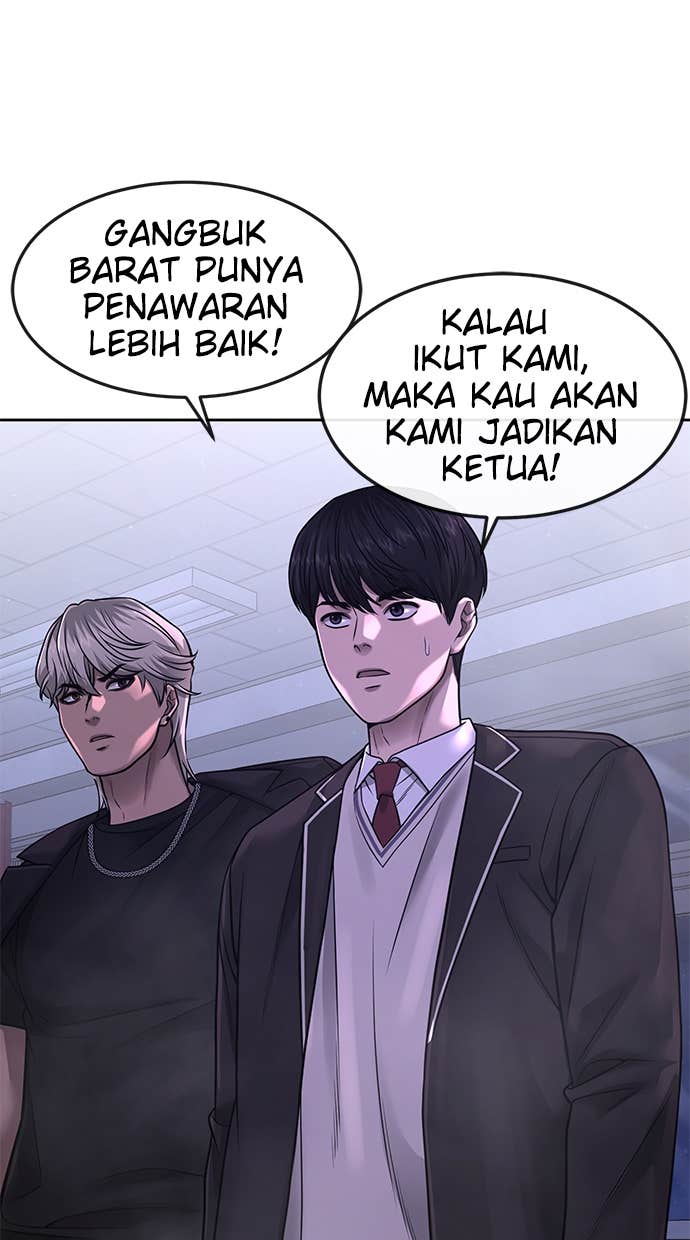 GANGBUK
BARAT PUNYA
PENAWARAN
LEBIH BAIK!
KALAU
IKUT KAMI,
MAKA KAU AKAN
KAMI JADIKAN
KETUA!